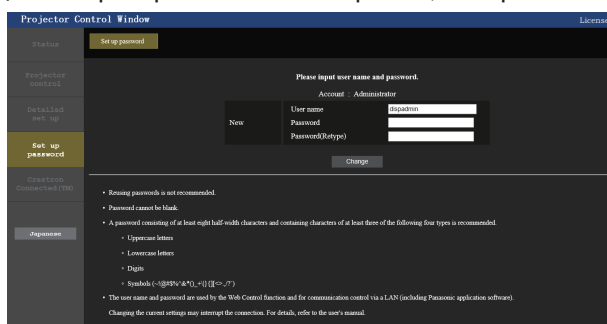 Projector Control Window
License
Status
Set up password
Projector
control
Detailed
set up
Set up
password
Crestron
Connected(TM)
Japanese
Please input user name and password.
Account : Administrator
New
User name
dispadmin
Password
Password(Retype)
Change
• Reusing passwords is not recommended.
• Password cannot be blank.
• A password consisting of at least eight half-width characters and containing characters of at least three of the following four types is recommended.
Uppercase letters
Lowercase letters
Digits
Symbols
• The user name and password are used by the Web Control function and for communication control via a LAN (including Panasonic application software).
Changing the current settings may interrupt the connection. For details, refer to the user's manual.